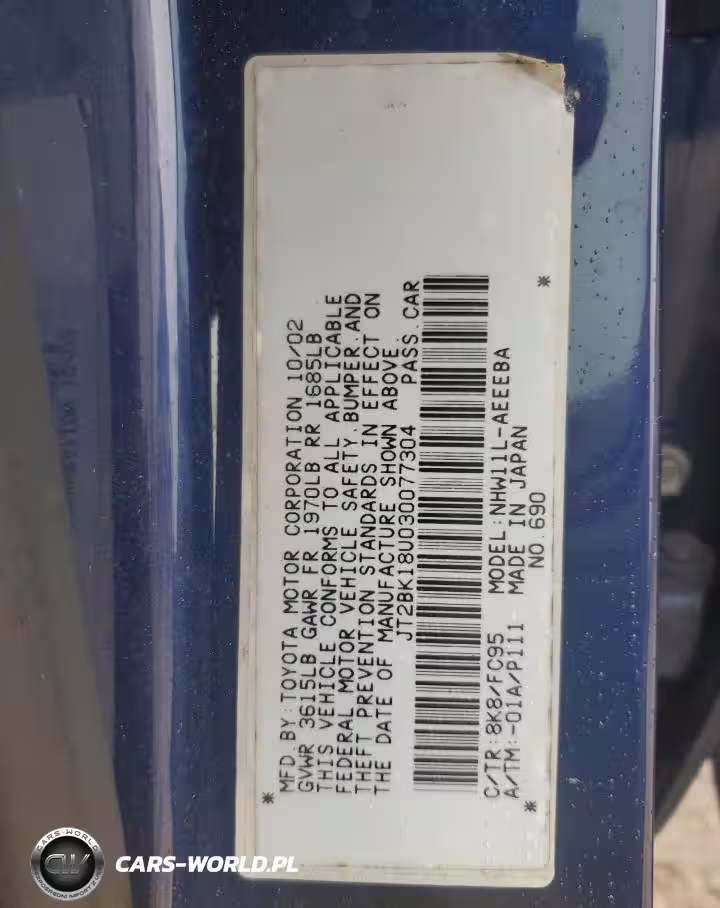 MFD.BY:TOYOTA MOTOR CORPORATION 10/02
GVWR 3615LB GAWR FR 1970LB RR 1685LB
THIS VEHICLE CONFORMS TO ALL APPLICABLE
FEDERAL MOTOR VEHICLE SAFETY.BUMPER.AND
THEFT PREVENTION STANDARDS IN EFFECT ON
THE DATE OF MANUFACTURE SHOWN ABOVE
JT2BK18U030077304 PASS.CAR
C/TR:8K8/FC95 MODEL:NHW11L-AEEEBA
A/TM:-01A/P111 MADE IN JAPAN
NO.690
CARS-WORLD
CW
CARS-WORLD.PL